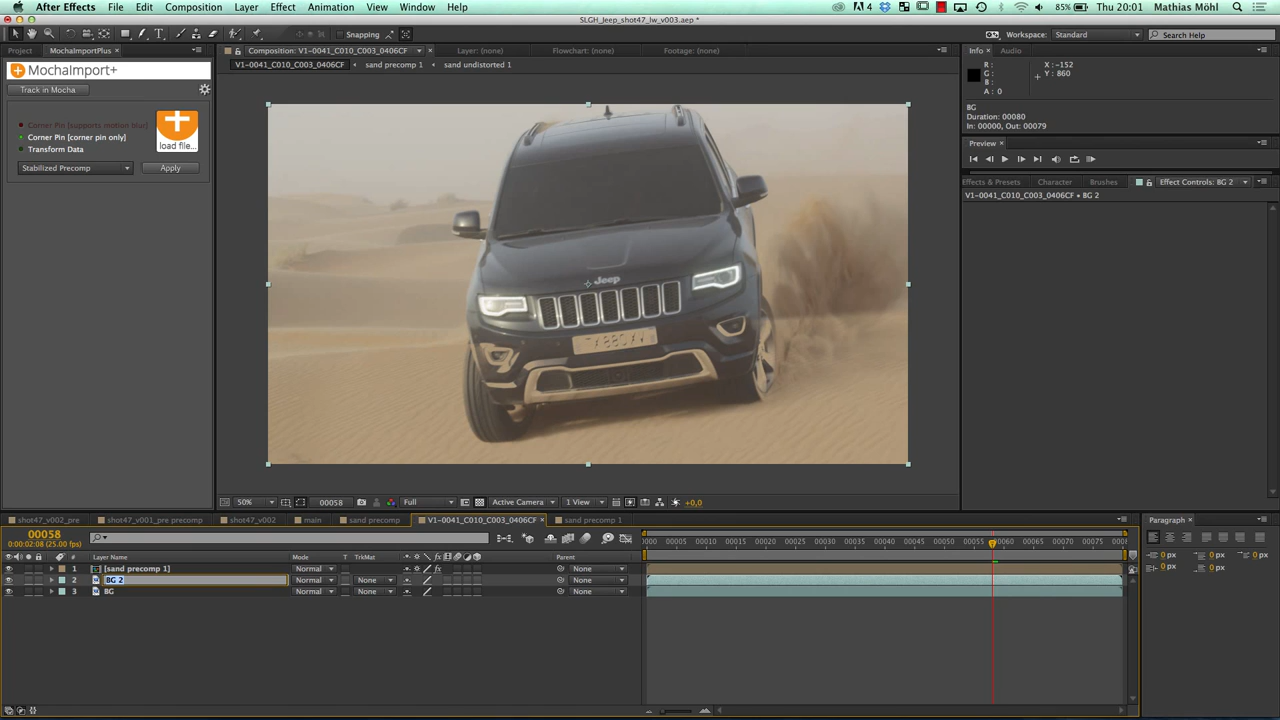 After Effects File Edit Composition Layer Effect Animation View Window Help
4 85% Thu 20:01 Mathias Möhl
SLGH_Jeep_shot47_lw_v003.aep *
Snapping Workspace: Standard Search Help
Project MochaImportPlus
Composition: V1-0041_C010_C003_0406CF Layer: (none) Flowchart: (none) Footage: (none)
Info Audio
MochaImport+
V1-0041_C010_C003_0406CF sand precomp 1 sand undistorted 1
R: X: -152
G: Y: 860
B:
A: 0
Track in Mocha
BG
Duration: 00080
In: 00000, Out: 00079
Corner Pin [supports motion blur]
Corner Pin [corner pin only]
Transform Data
load file...
Stabilized Precomp Apply
Preview
Effects & Presets Character Brushes Effect Controls: BG 2
V1-0041_C010_C003_0406CF • BG 2
Jeep
50% 00058 Full Active Camera 1 View +0,0
shot47_v002_pre shot47_v001_pre precomp shot47_v002 main sand precomp V1-0041_C010_C003_0406CF sand precomp 1
Paragraph
00058
0:00:02:08 (25.00 fps)
00005 00010 00015 00020 00025 00030 00035 00040 00045 00050 00055 00060 00065 00070 00075
# Layer Name Mode T TrkMat Parent
1 [sand precomp 1] Normal None
2 BG 2 Normal None None
3 BG Normal None None
0 px 0 px 0 px
0 px 0 px